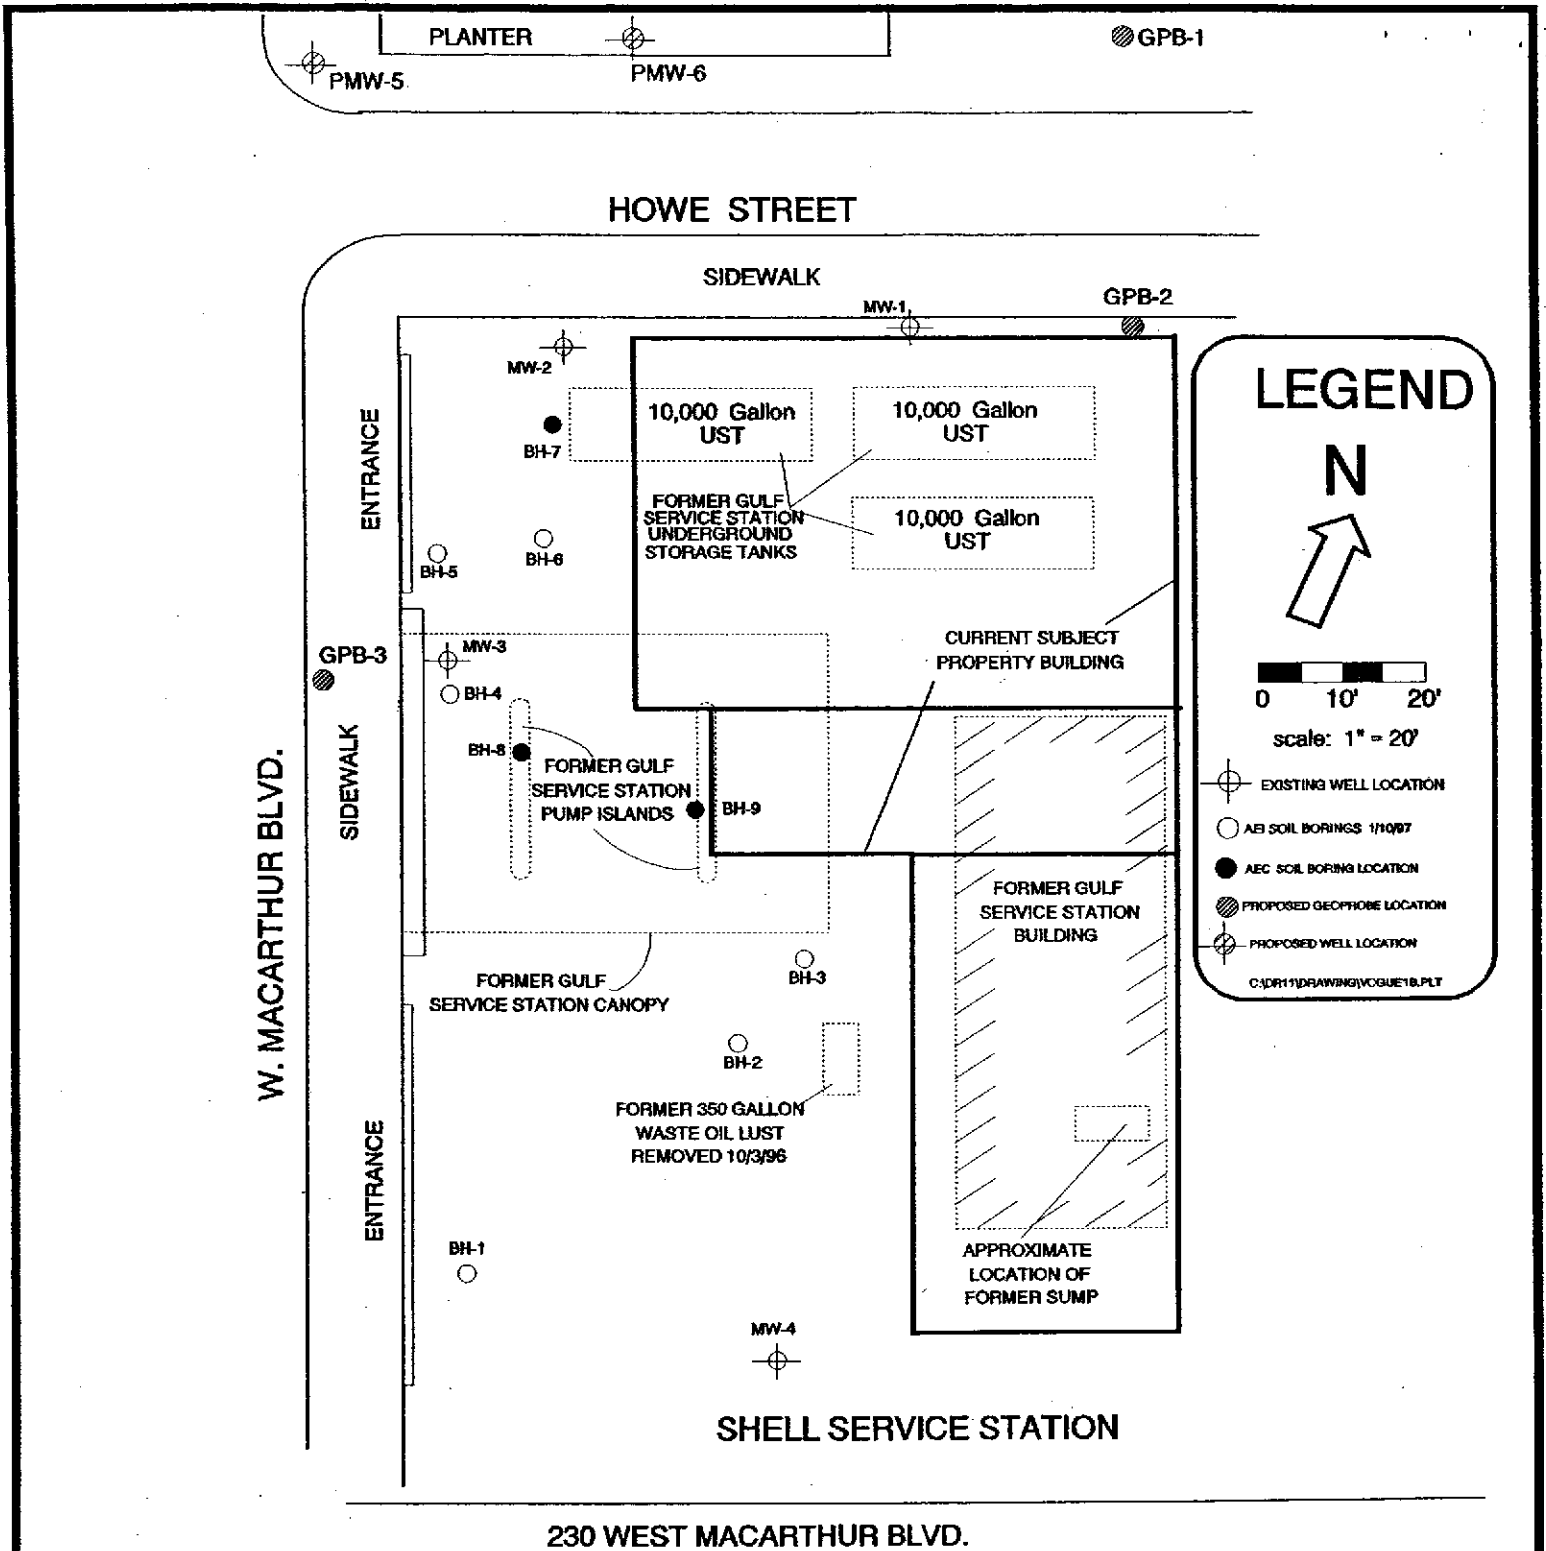 PLANTER
GPB-1
PMW-5
PMW-6
HOWE STREET
SIDEWALK
MW-1
GPB-2
MW-2
LEGEND
N
0 10' 20'
scale: 1" = 20'
EXISTING WELL LOCATION
AEI SOIL BORINGS 1/10/97
AEC SOIL BORING LOCATION
PROPOSED GEOPROBE LOCATION
PROPOSED WELL LOCATION
C:\DR11\DRAWING\VOGUE1B.PLT
ENTRANCE
BH-7
10,000 Gallon
UST
10,000 Gallon
UST
FORMER GULF
SERVICE STATION
UNDERGROUND
STORAGE TANKS
10,000 Gallon
UST
BH-5
BH-6
GPB-3
MW-3
BH-4
CURRENT SUBJECT
PROPERTY BUILDING
W. MACARTHUR BLVD.
SIDEWALK
BH-8
FORMER GULF
SERVICE STATION
PUMP ISLANDS
BH-9
FORMER GULF
SERVICE STATION
BUILDING
FORMER GULF
SERVICE STATION CANOPY
BH-3
BH-2
FORMER 350 GALLON
WASTE OIL LUST
REMOVED 10/3/96
ENTRANCE
BH-1
APPROXIMATE
LOCATION OF
FORMER SUMP
MW-4
SHELL SERVICE STATION
230 WEST MACARTHUR BLVD.